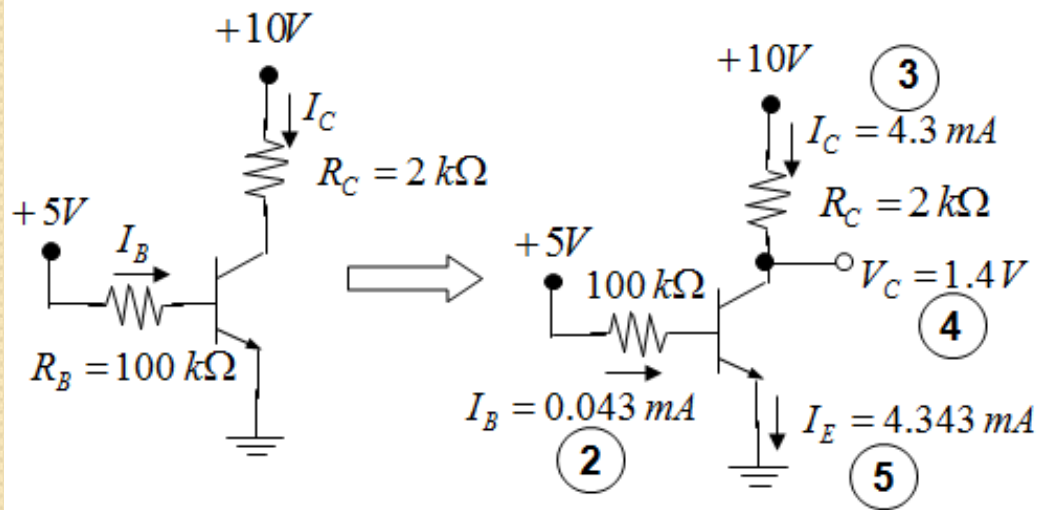 +10V
I_C
R_C = 2 kΩ
+5V
I_B
R_B = 100 kΩ
+10V
3
I_C = 4.3 mA
R_C = 2 kΩ
+5V
100 kΩ
V_C = 1.4 V
4
I_B = 0.043 mA
2
I_E = 4.343 mA
5